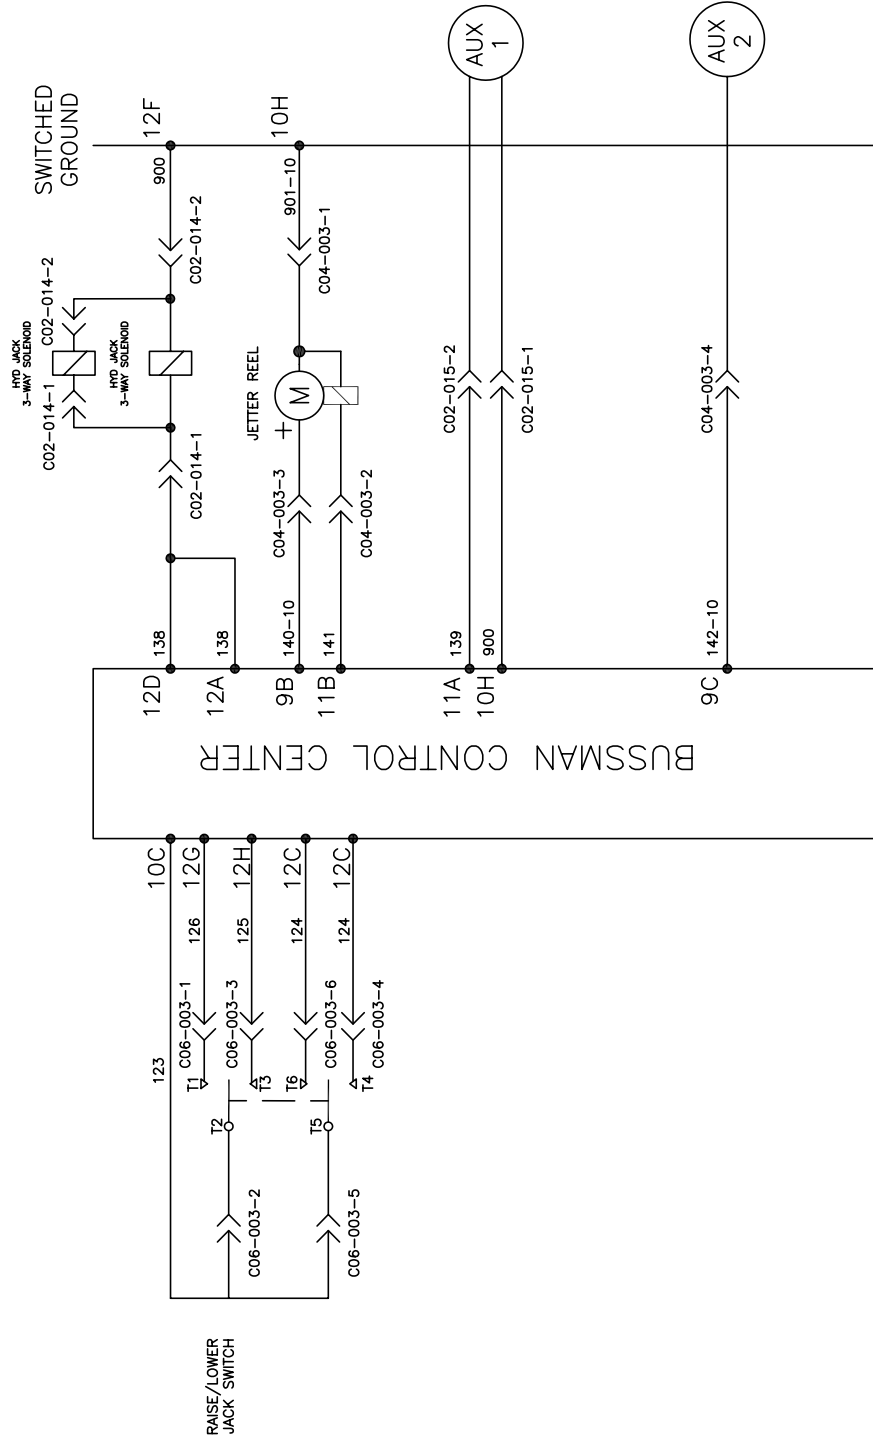 RAISE/LOWER
JACK SWITCH
123
C06-003-2
C06-003-5
T2
T5
T1
T3
T6
T4
C06-003-1
C06-003-3
C06-003-6
C06-003-4
126
125
124
124
10C
12G
12H
12C
12C
BUSSMAN CONTROL CENTER
12D
12A
9B
11B
11A
10H
9C
138
138
140-10
141
139
900
142-10
C02-014-1
C04-003-3
C04-003-2
C02-014-1
HYD JACK
3-WAY SOLENOID
C02-014-2
HYD JACK
3-WAY SOLENOID
C02-014-2
JETTER REEL
+
M
C04-003-1
C02-015-2
C02-015-1
C04-003-4
900
901-10
SWITCHED
GROUND
12F
10H
AUX
1
AUX
2